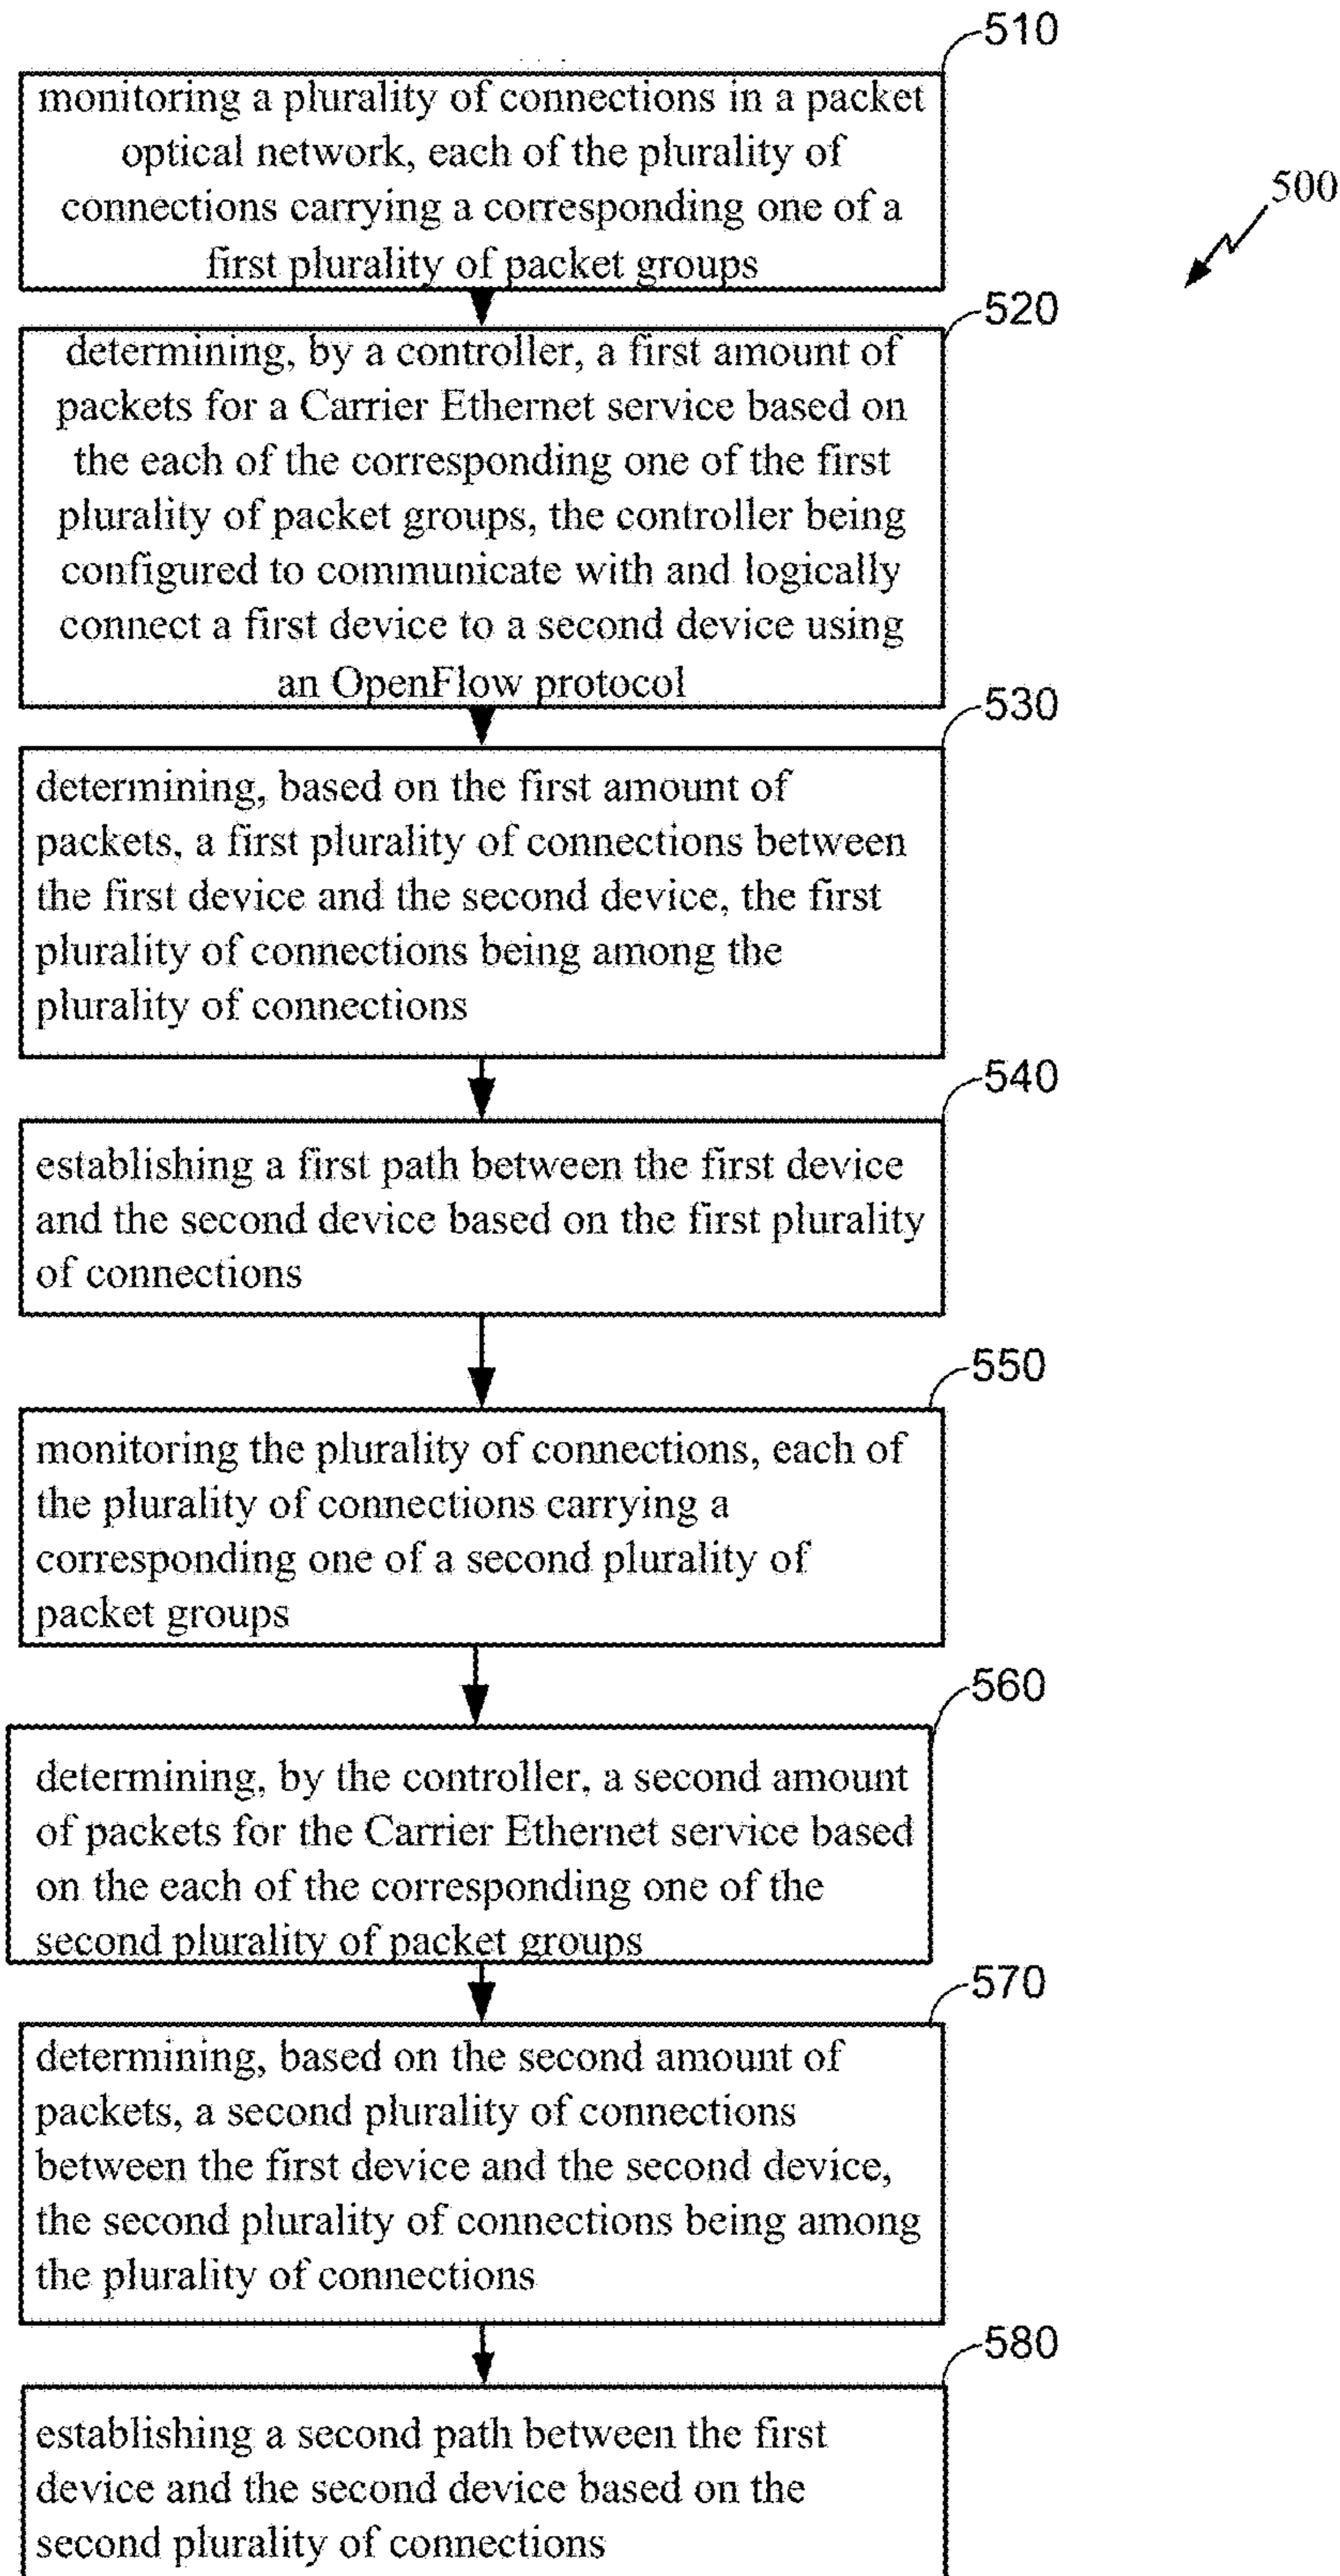 510
monitoring a plurality of connections in a packet
optical network, each of the plurality of
connections carrying a corresponding one of a
first plurality of packet groups
500
520
determining, by a controller, a first amount of
packets for a Carrier Ethernet service based on
the each of the corresponding one of the first
plurality of packet groups, the controller being
configured to communicate with and logically
connect a first device to a second device using
an OpenFlow protocol
530
determining, based on the first amount of
packets, a first plurality of connections between
the first device and the second device, the first
plurality of connections being among the
plurality of connections
540
establishing a first path between the first device
and the second device based on the first plurality
of connections
550
monitoring the plurality of connections, each of
the plurality of connections carrying a
corresponding one of a second plurality of
packet groups
560
determining, by the controller, a second amount
of packets for the Carrier Ethernet service based
on the each of the corresponding one of the
second plurality of packet groups
570
determining, based on the second amount of
packets, a second plurality of connections
between the first device and the second device,
the second plurality of connections being among
the plurality of connections
580
establishing a second path between the first
device and the second device based on the
second plurality of connections